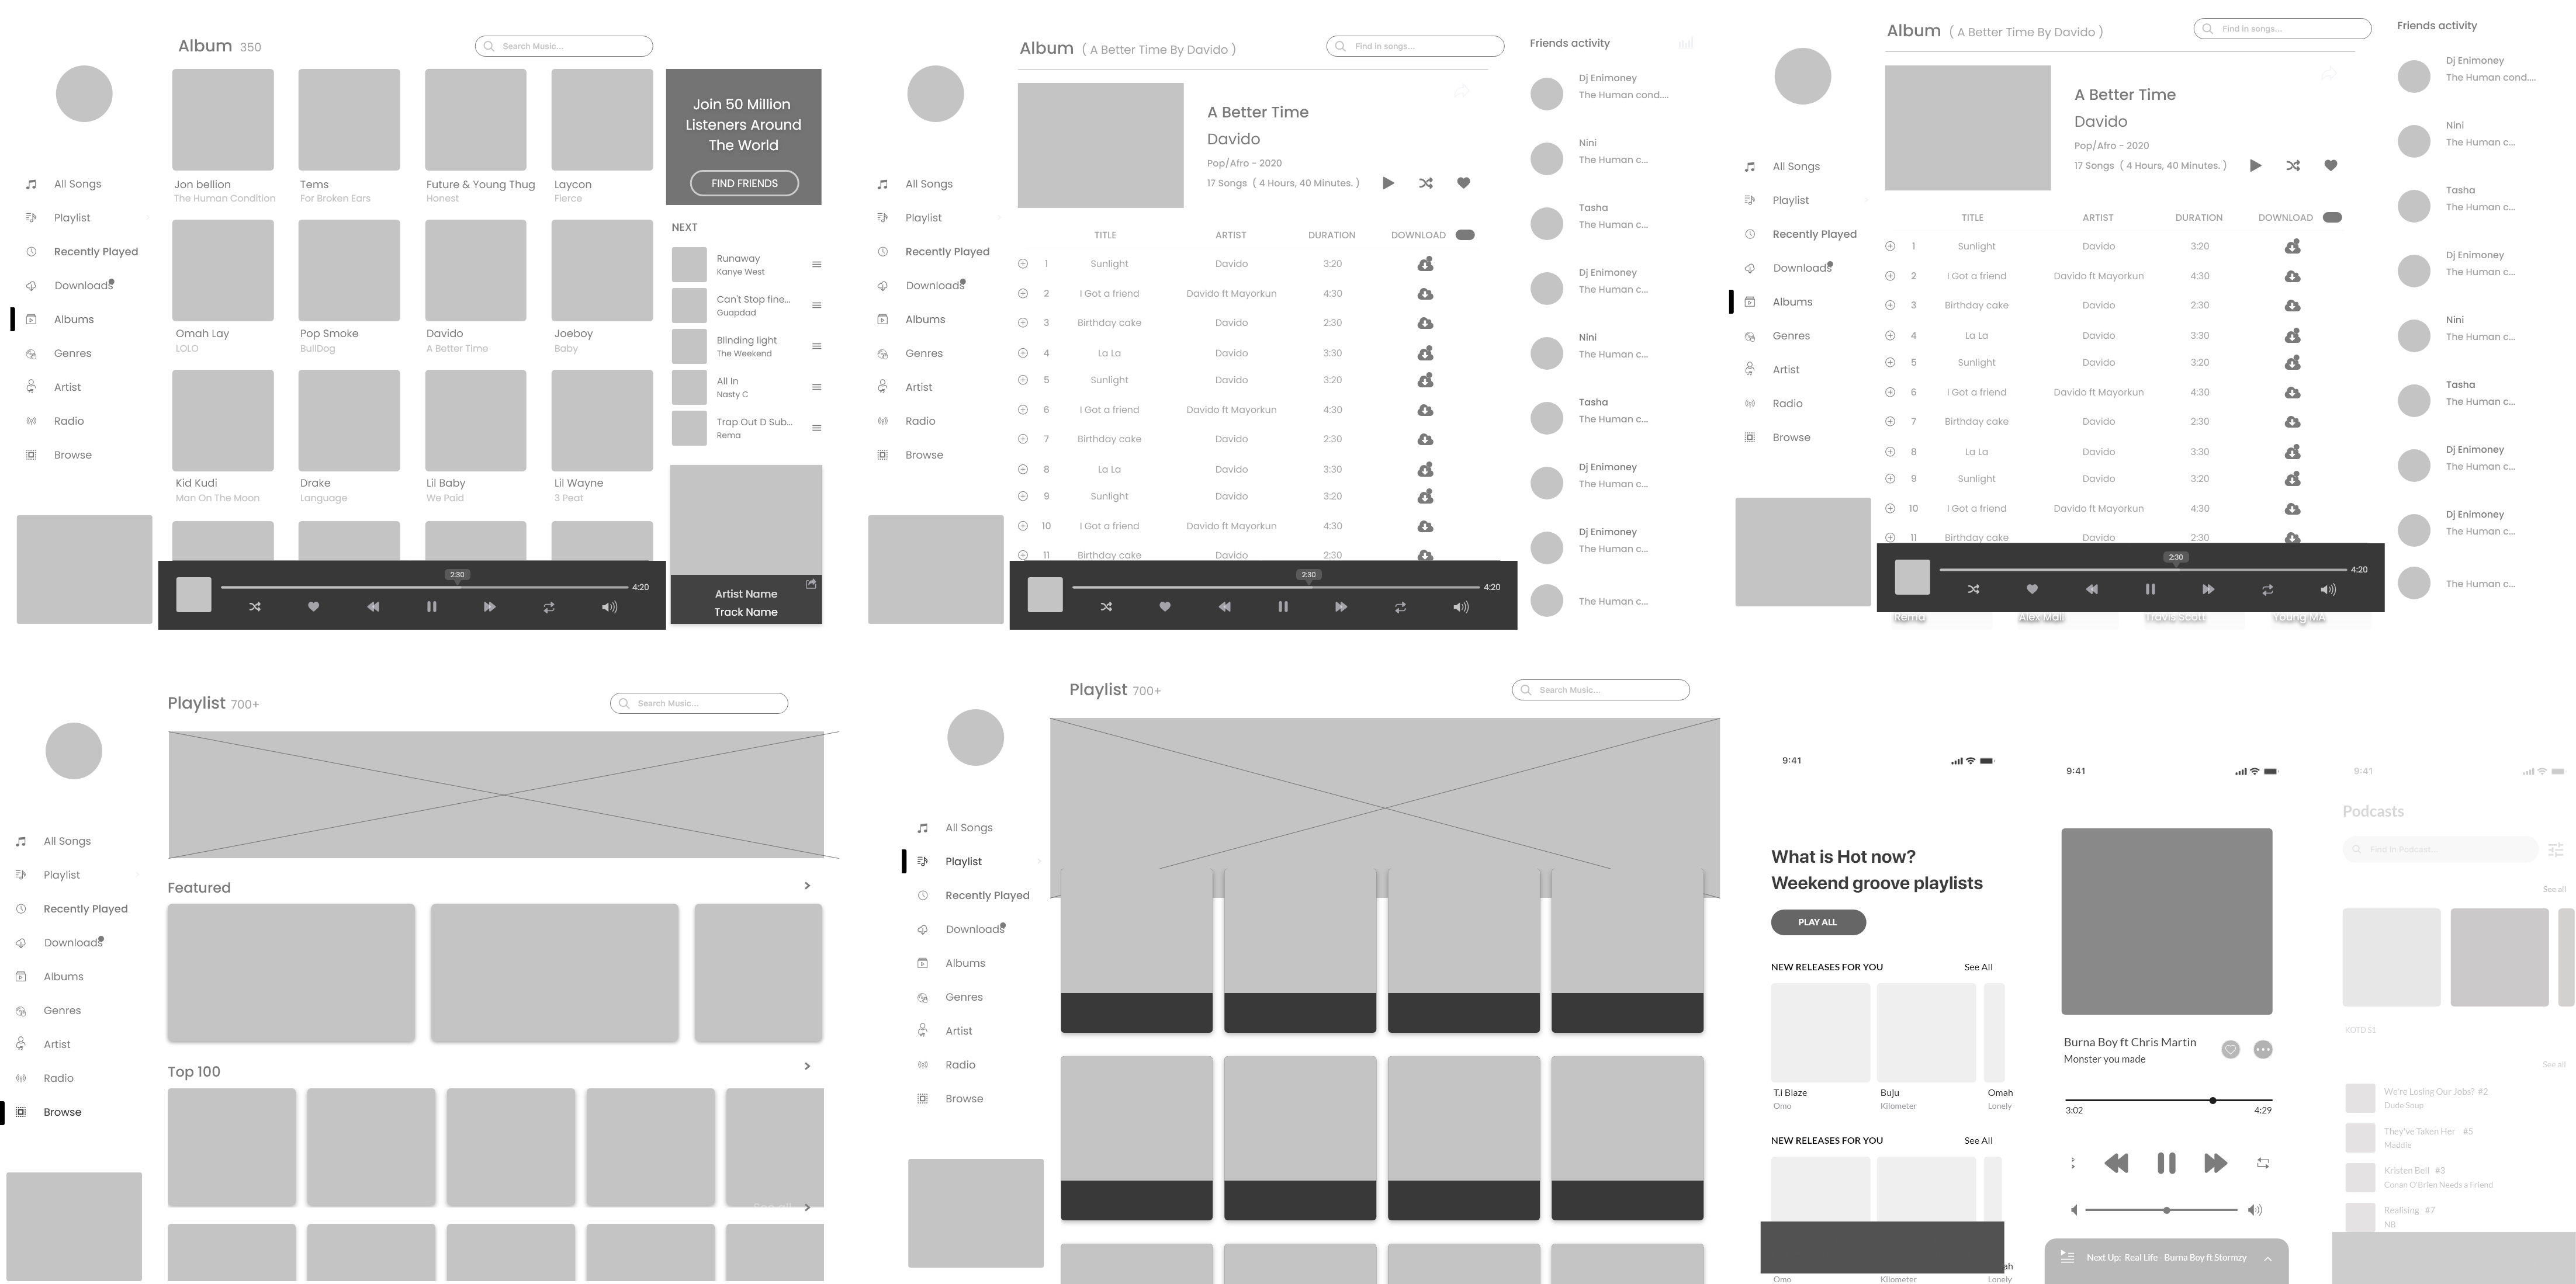 Album 350
Search Music...
All Songs
Playlist
Recently Played
Downloads
Albums
Genres
Artist
Radio
Browse
Jon bellion
The Human Condition
Tems
For Broken Ears
Future & Young Thug
Honest
Laycon
Fierce
Omah Lay
LOLO
Pop Smoke
BullDog
Davido
A Better Time
Joeboy
Baby
Kid Kudi
Man On The Moon
Drake
Language
Lil Baby
We Paid
Lil Wayne
3 Peat
Join 50 Million
Listeners Around
The World
FIND FRIENDS
NEXT
Runaway
Kanye West
Can't Stop fine...
Guapdad
Blinding light
The Weekend
All In
Nasty C
Trap Out D Sub...
Rema
Artist Name
Track Name
2:30
4:20
Album ( A Better Time By Davido )
Find in songs...
All Songs
Playlist
Recently Played
Downloads
Albums
Genres
Artist
Radio
Browse
A Better Time
Davido
Pop/Afro - 2020
17 Songs ( 4 Hours, 40 Minutes. )
TITLE ARTIST DURATION DOWNLOAD
1 Sunlight Davido 3:20
2 I Got a friend Davido ft Mayorkun 4:30
3 Birthday cake Davido 2:30
4 La La Davido 3:30
5 Sunlight Davido 3:20
6 I Got a friend Davido ft Mayorkun 4:30
7 Birthday cake Davido 2:30
8 La La Davido 3:30
9 Sunlight Davido 3:20
10 I Got a friend Davido ft Mayorkun 4:30
11 Birthday cake Davido 2:30
2:30
4:20
Friends activity
Dj Enimoney
The Human cond....
Nini
The Human c...
Tasha
The Human c...
Dj Enimoney
The Human c...
Nini
The Human c...
Tasha
The Human c...
Dj Enimoney
The Human c...
Dj Enimoney
The Human c...
The Human c...
Album ( A Better Time By Davido )
Find in songs...
All Songs
Playlist
Recently Played
Downloads
Albums
Genres
Artist
Radio
Browse
A Better Time
Davido
Pop/Afro - 2020
17 Songs ( 4 Hours, 40 Minutes. )
TITLE ARTIST DURATION DOWNLOAD
1 Sunlight Davido 3:20
2 I Got a friend Davido ft Mayorkun 4:30
3 Birthday cake Davido 2:30
4 La La Davido 3:30
5 Sunlight Davido 3:20
6 I Got a friend Davido ft Mayorkun 4:30
7 Birthday cake Davido 2:30
8 La La Davido 3:30
9 Sunlight Davido 3:20
10 I Got a friend Davido ft Mayorkun 4:30
11 Birthday cake Davido 2:30
2:30
4:20
Rema Alex Mali Travis Scott Young MA
Friends activity
Dj Enimoney
The Human cond....
Nini
The Human c...
Tasha
The Human c...
Dj Enimoney
The Human c...
Nini
The Human c...
Tasha
The Human c...
Dj Enimoney
The Human c...
Dj Enimoney
The Human c...
The Human c...
Playlist 700+
Search Music...
All Songs
Playlist
Recently Played
Downloads
Albums
Genres
Artist
Radio
Browse
Featured
Top 100
See all
Playlist 700+
Search Music...
All Songs
Playlist
Recently Played
Downloads
Albums
Genres
Artist
Radio
Browse
9:41
What is Hot now?
Weekend groove playlists
PLAY ALL
NEW RELEASES FOR YOU See All
T.i Blaze
Omo
Buju
Kilometer
Omah
Lonely
NEW RELEASES FOR YOU See All
ah
Omo Kilometer Lonely
9:41
Burna Boy ft Chris Martin
Monster you made
3:02 4:29
Next Up: Real Life - Burna Boy ft Stormzy
9:41
Podcasts
Find in Podcast...
See all
KOTD S1
See all
We're Losing Our Jobs? #2
Dude Soup
They've Taken Her #5
Maddie
Kristen Bell #3
Conan O'Brien Needs a Friend
Realising #7
NB